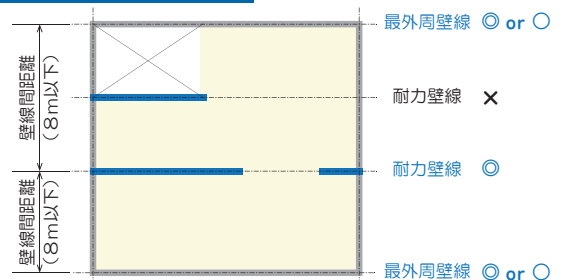 最外周壁線 ◎ or ○
壁線間距離
（8m以下）
耐力壁線 ×
耐力壁線 ◎
壁線間距離
（8m以下）
最外周壁線 ◎ or ○